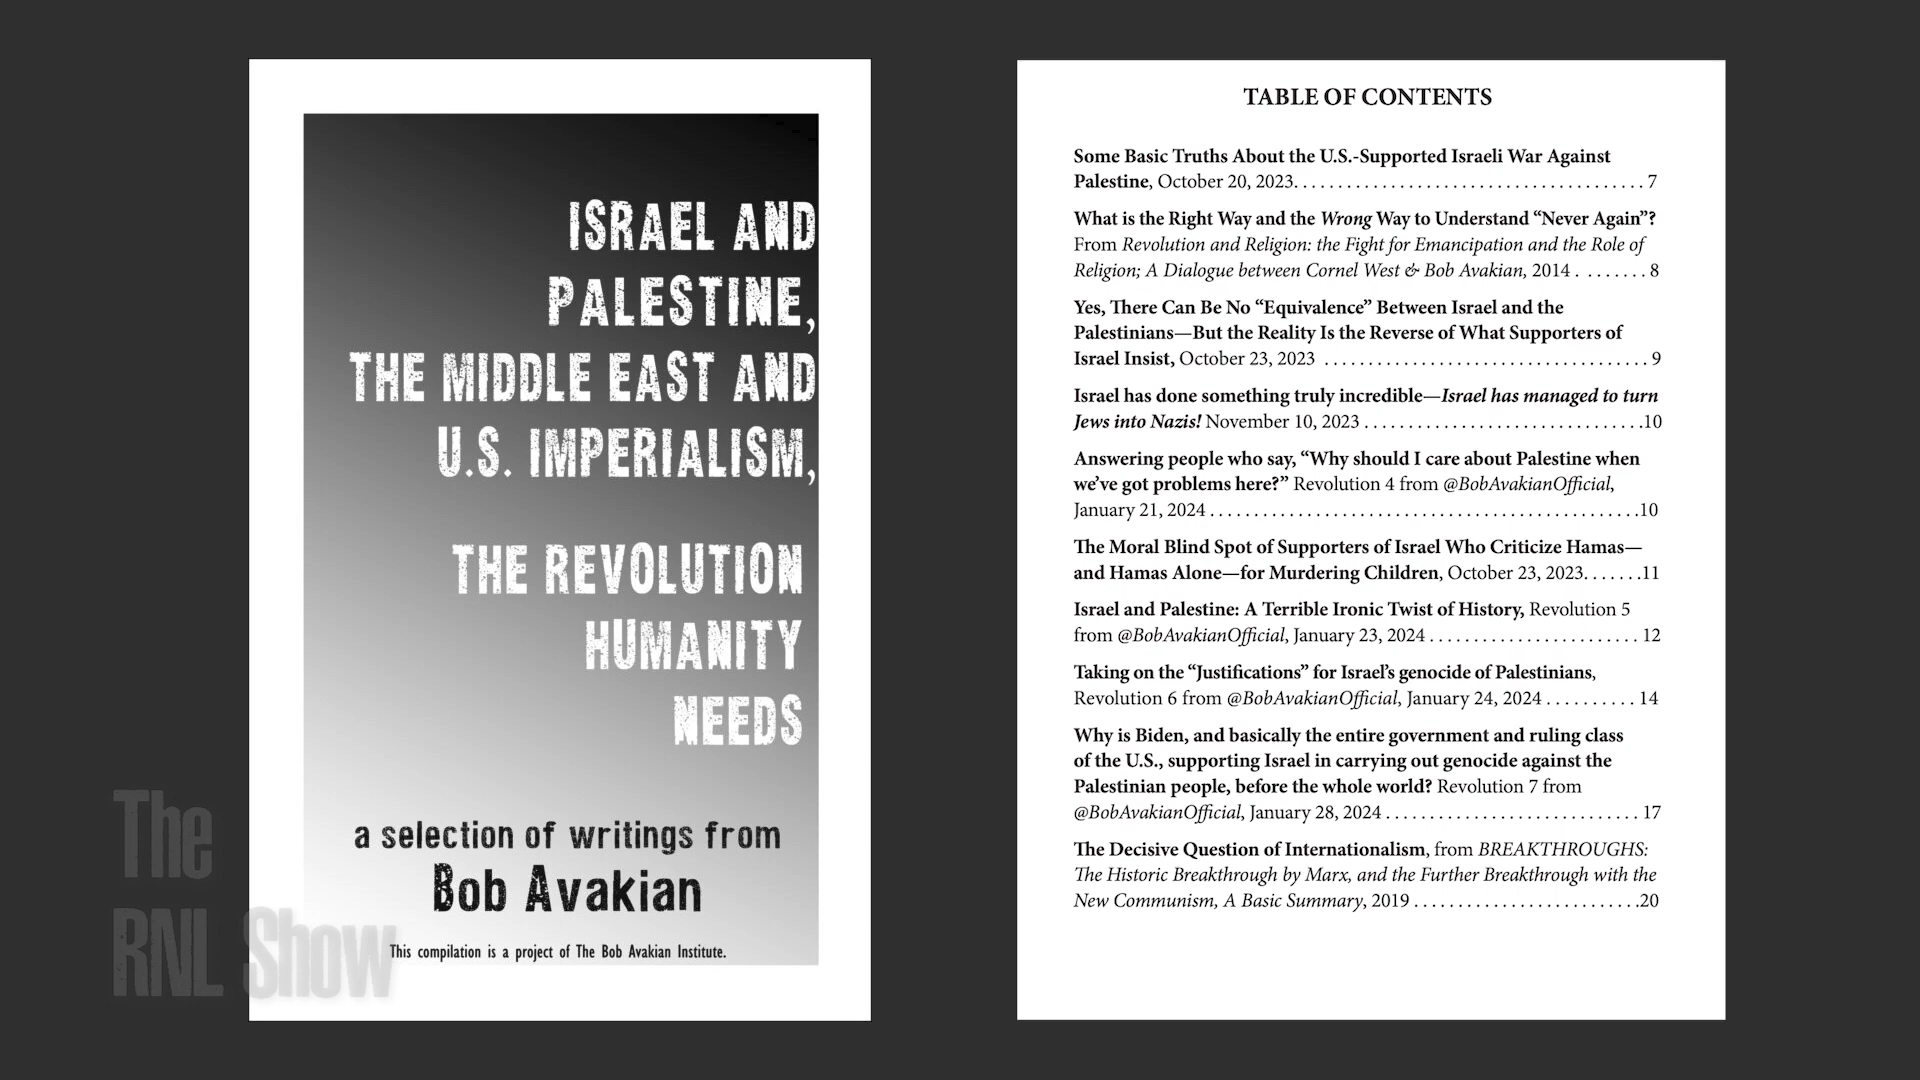 ISRAEL AND
PALESTINE,
THE MIDDLE EAST AND
U.S. IMPERIALISM,
THE REVOLUTION
HUMANITY
NEEDS
a selection of writings from
Bob Avakian
This compilation is a project of The Bob Avakian Institute.
The
RNL Show
TABLE OF CONTENTS
Some Basic Truths About the U.S.-Supported Israeli War Against
Palestine, October 20, 2023. . . . . . . . . . . . . . . . . . . . . . . . . . . . . . . . . . . . . . . . 7
What is the Right Way and the Wrong Way to Understand “Never Again”?
From Revolution and Religion: the Fight for Emancipation and the Role of
Religion; A Dialogue between Cornel West & Bob Avakian, 2014 . . . . . . . . 8
Yes, There Can Be No “Equivalence” Between Israel and the
Palestinians—But the Reality Is the Reverse of What Supporters of
Israel Insist, October 23, 2023 . . . . . . . . . . . . . . . . . . . . . . . . . . . . . . . . . . . . . 9
Israel has done something truly incredible—Israel has managed to turn
Jews into Nazis! November 10, 2023 . . . . . . . . . . . . . . . . . . . . . . . . . . . . . . . .10
Answering people who say, “Why should I care about Palestine when
we’ve got problems here?” Revolution 4 from @BobAvakianOfficial,
January 21, 2024 . . . . . . . . . . . . . . . . . . . . . . . . . . . . . . . . . . . . . . . . . . . . . . . . .10
The Moral Blind Spot of Supporters of Israel Who Criticize Hamas—
and Hamas Alone—for Murdering Children, October 23, 2023. . . . . . .11
Israel and Palestine: A Terrible Ironic Twist of History, Revolution 5
from @BobAvakianOfficial, January 23, 2024 . . . . . . . . . . . . . . . . . . . . . . . . 12
Taking on the “Justifications” for Israel’s genocide of Palestinians,
Revolution 6 from @BobAvakianOfficial, January 24, 2024 . . . . . . . . . . 14
Why is Biden, and basically the entire government and ruling class
of the U.S., supporting Israel in carrying out genocide against the
Palestinian people, before the whole world? Revolution 7 from
@BobAvakianOfficial, January 28, 2024 . . . . . . . . . . . . . . . . . . . . . . . . . . . . . 17
The Decisive Question of Internationalism, from BREAKTHROUGHS:
The Historic Breakthrough by Marx, and the Further Breakthrough with the
New Communism, A Basic Summary, 2019 . . . . . . . . . . . . . . . . . . . . . . . . . .20